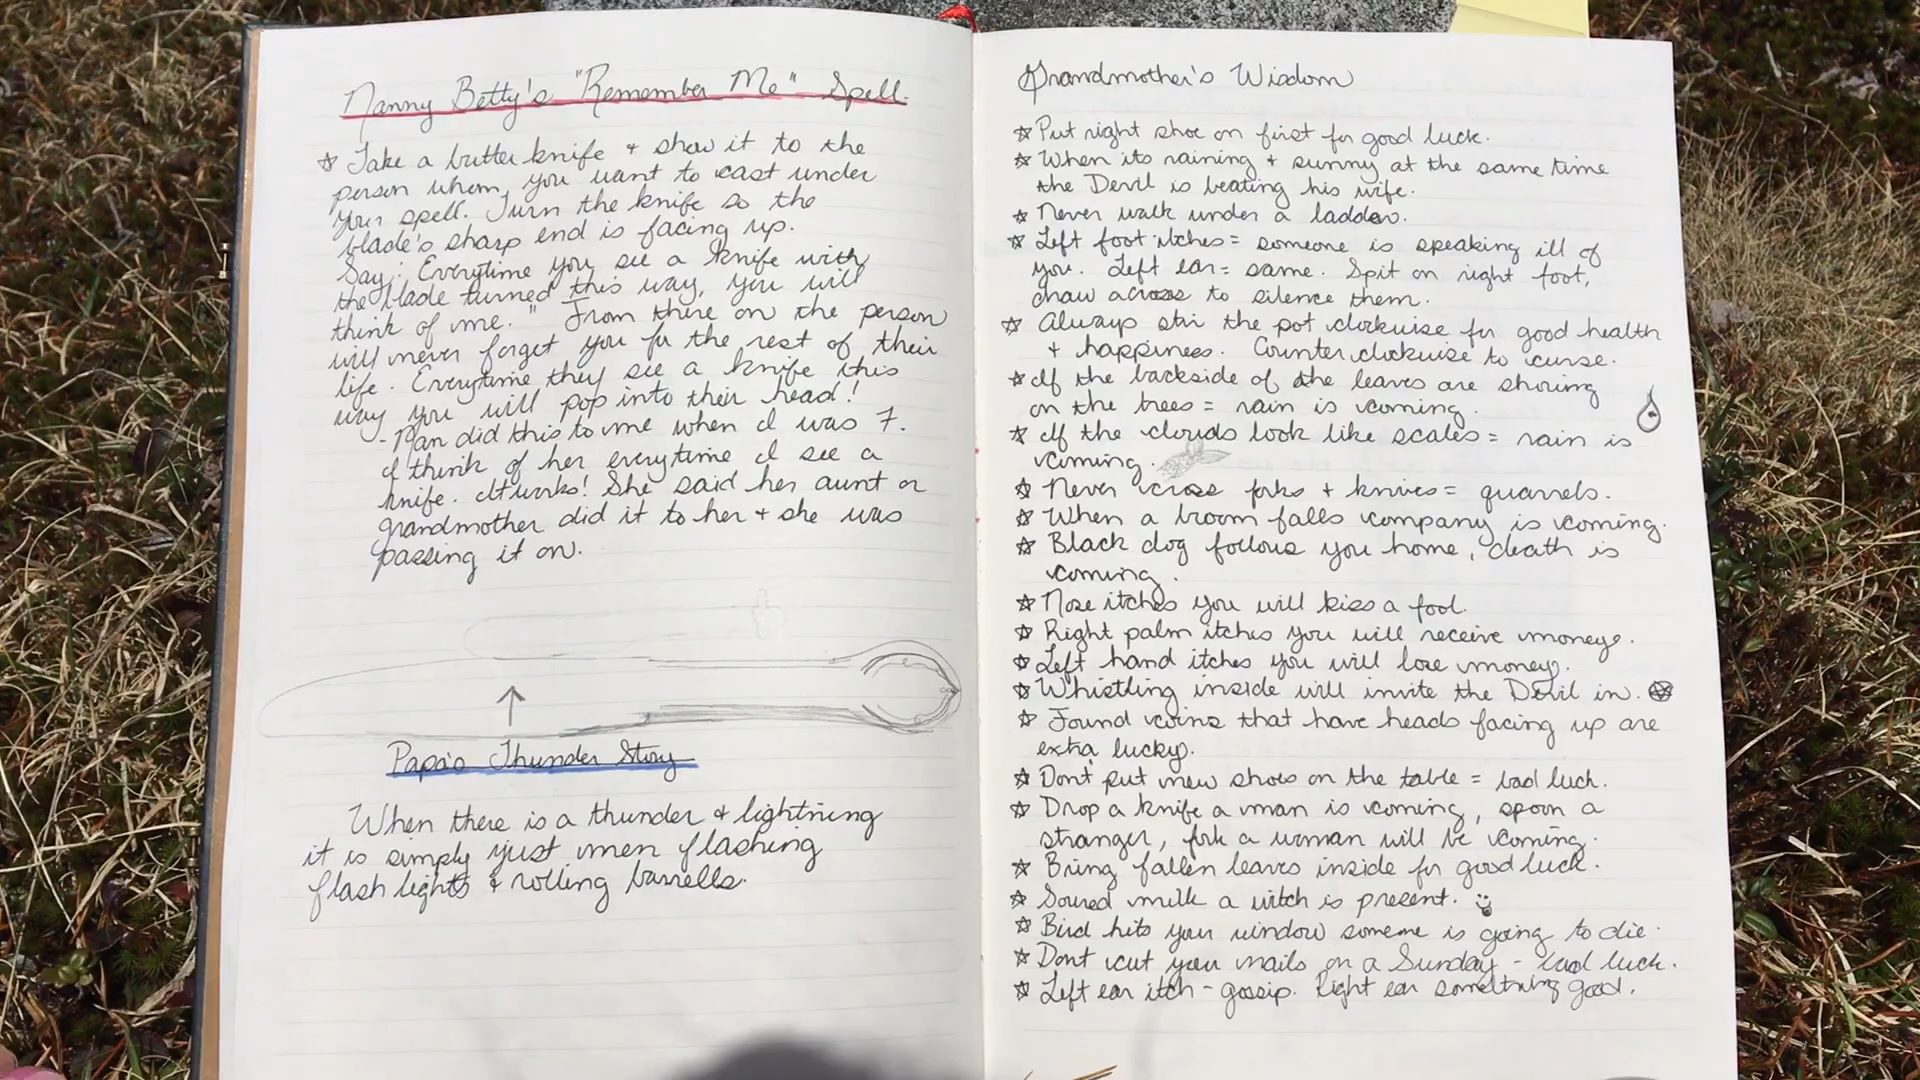 Nanny Betty's "Remember Me" Spell.
☆ Take a butter knife + show it to the
person whom you want to cast under
your spell. Turn the knife so the
blade's sharp end is facing up.
Say: Everytime you see a knife with
the blade turned this way, you will
think of me." From there on the person
will never forget you for the rest of their
life. Everytime they see a knife this
way you will pop into their head!
- Nan did this to me when I was 7.
I think of her everytime I see a
knife. It works! She said her aunt or
grandmother did it to her + she was
passing it on.
Papa's Thunder Story
When there is a thunder & lightning
it is simply just men flashing
flash lights & rolling barrells.
Grandmother's Wisdom
☆ Put right shoe on first for good luck.
☆ When its raining + sunny at the same time
the Devil is beating his wife.
☆ Never walk under a ladder.
☆ Left foot itches = someone is speaking ill of
you. Left ear = same. Spit on right foot,
draw across to silence them.
☆ Always stir the pot clockwise for good health
+ happiness. Counter clockwise to curse.
☆ If the backside of the leaves are showing
on the trees = rain is coming.
☆ If the clouds look like scales = rain is
coming.
☆ Never cross forks + knives = quarrels.
☆ When a broom falls company is coming.
☆ Black dog follows you home, death is
coming.
☆ Nose itches you will kiss a fool.
☆ Right palm itches you will receive moneys.
☆ Left hand itches you will lose money.
☆ Whistling inside will invite the Devil in.
☆ Found coins that have heads facing up are
extra lucky.
☆ Don't put new shoes on the table = bad luck.
☆ Drop a knife a man is coming, spoon a
stranger, fork a woman will be coming.
☆ Bring fallen leaves inside for good luck.
☆ Soured milk a witch is present.
☆ Bird hits your window someone is going to die.
☆ Dont cut your nails on a Sunday - bad luck.
☆ Left ear itch - gossip. Right ear something good.